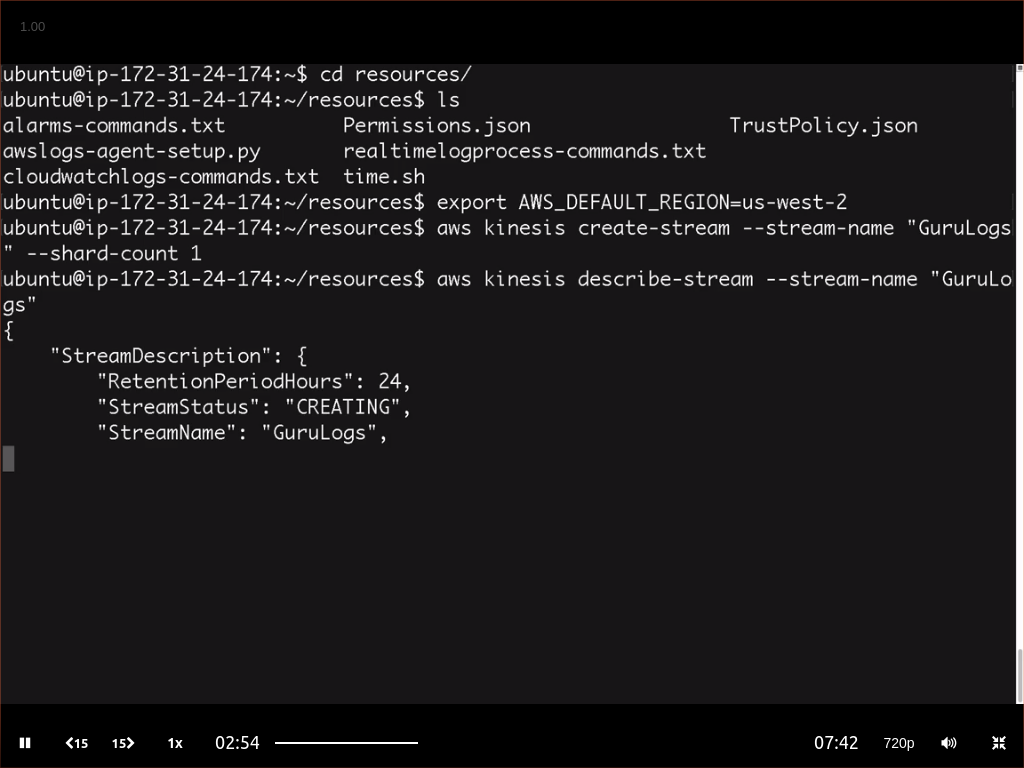 1.00
ubuntu@ip-172-31-24-174:~$ cd resources/
ubuntu@ip-172-31-24-174:~/resources$ ls
alarms-commands.txt Permissions.json TrustPolicy.json
awslogs-agent-setup.py realtimelogprocess-commands.txt
cloudwatchlogs-commands.txt time.sh
ubuntu@ip-172-31-24-174:~/resources$ export AWS_DEFAULT_REGION=us-west-2
ubuntu@ip-172-31-24-174:~/resources$ aws kinesis create-stream --stream-name "GuruLogs
" --shard-count 1
ubuntu@ip-172-31-24-174:~/resources$ aws kinesis describe-stream --stream-name "GuruLo
gs"
{
    "StreamDescription": {
        "RetentionPeriodHours": 24,
        "StreamStatus": "CREATING",
        "StreamName": "GuruLogs",
15 15 1x 02:54 07:42 720p